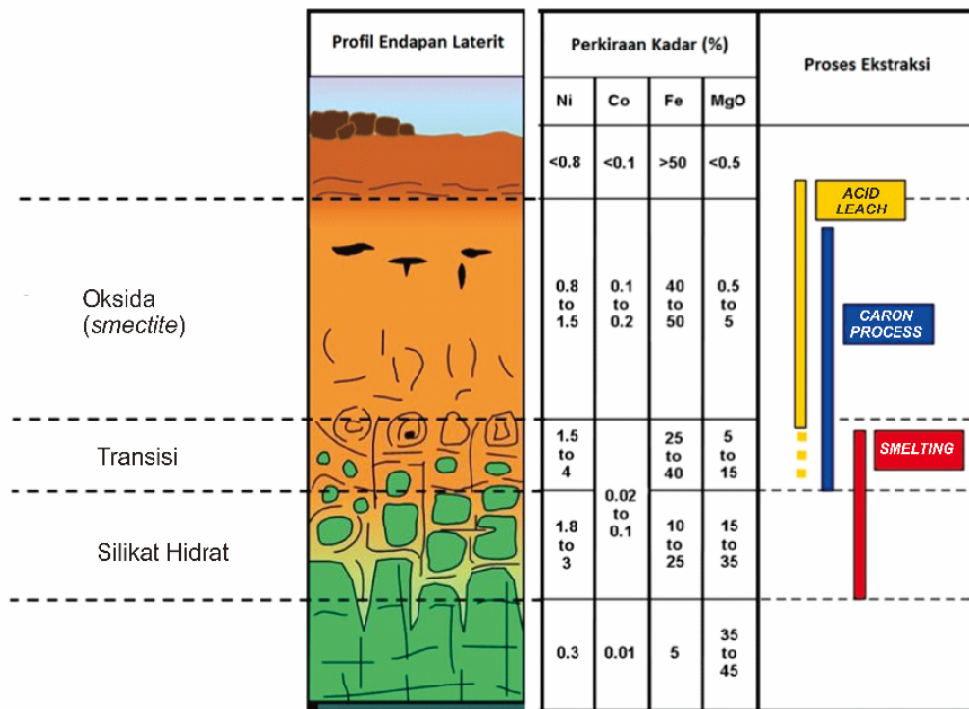 Profil Endapan Laterit
Perkiraan Kadar (%)
Proses Ekstraksi
Ni Co Fe MgO
<0.8 <0.1 >50 <0.5
ACID
LEACH
Oksida
(smectite)
0.8
to
1.5
0.1
to
0.2
40
to
50
0.5
to
5
CARON
PROCESS
Transisi
1.5
to
4
25
to
40
5
to
15
SMELTING
0.02
to
0.1
Silikat Hidrat
1.8
to
3
10
to
25
15
to
35
0.3
0.01
5
35
to
45